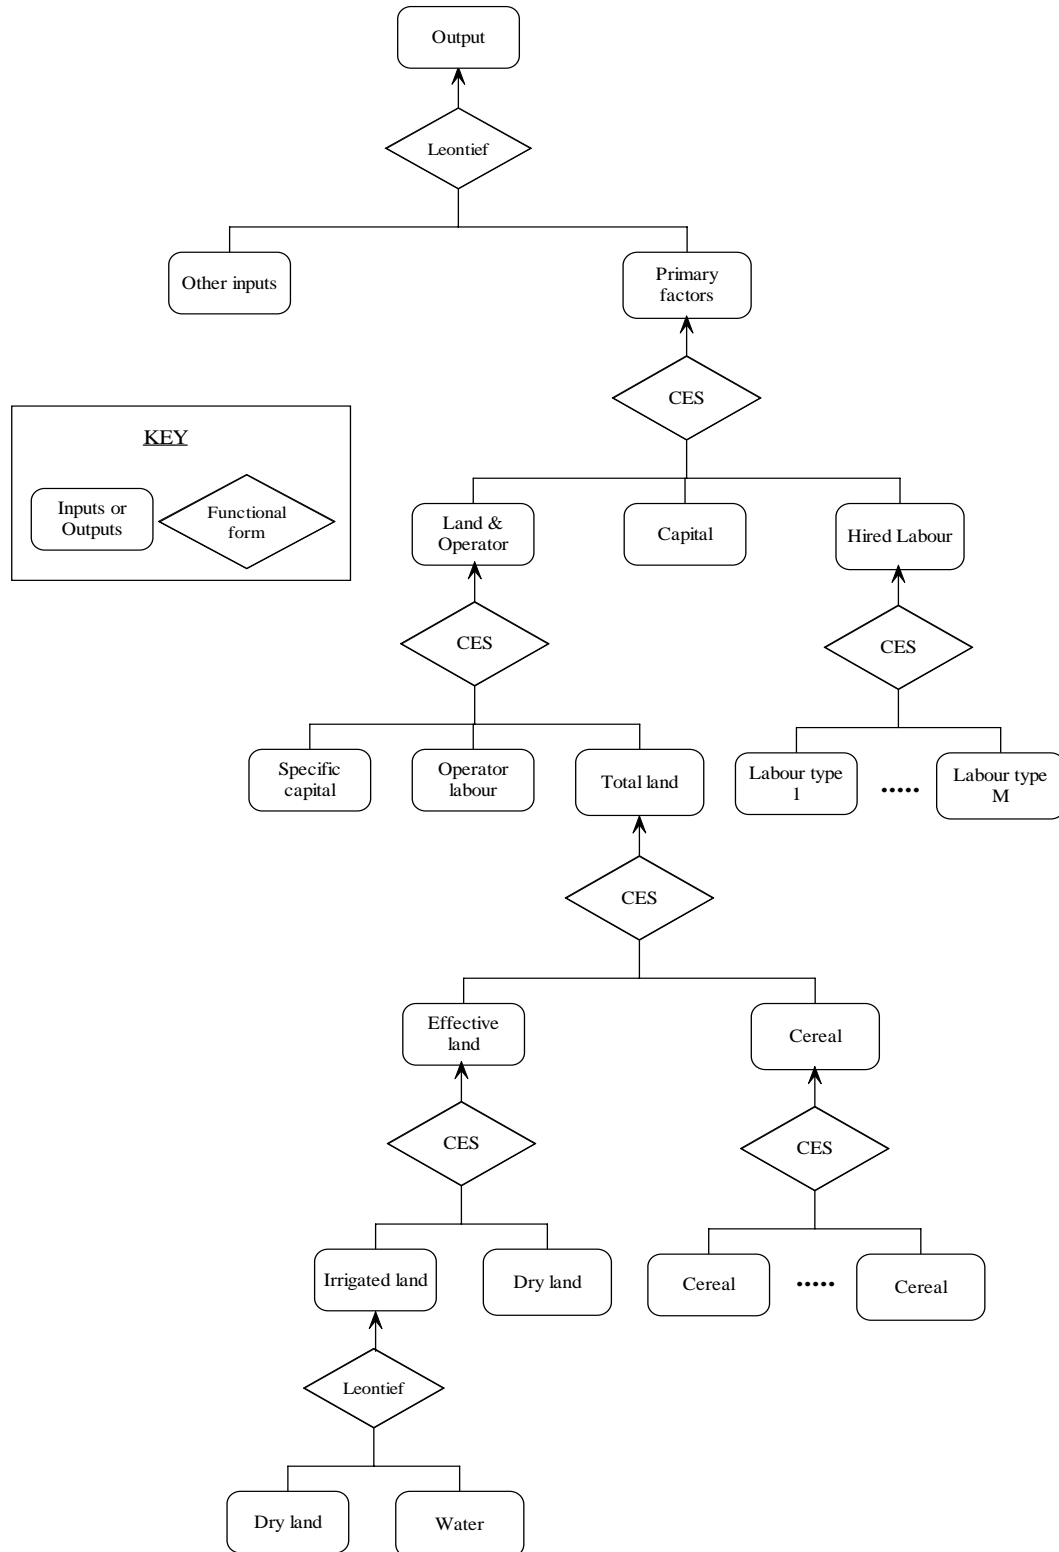 Output
Leontief
Other inputs
Primary
factors
CES
KEY
Inputs or
Outputs
Functional
form
Land &
Operator
Capital
Hired Labour
CES
CES
Specific
capital
Operator
labour
Total land
Labour type
1
.....
Labour type
M
CES
Effective
land
Cereal
CES
CES
Irrigated land
Dry land
Cereal
.....
Cereal
Leontief
Dry land
Water